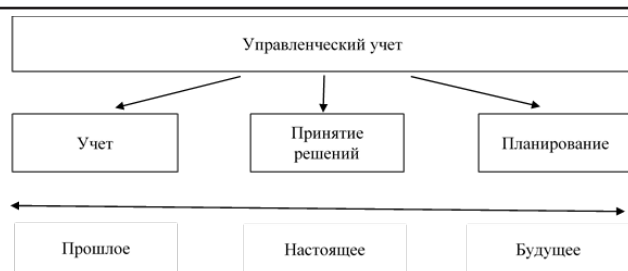 Управленческий учет
Учет
Принятие
решений
Планирование
Прошлое
Настоящее
Будущее